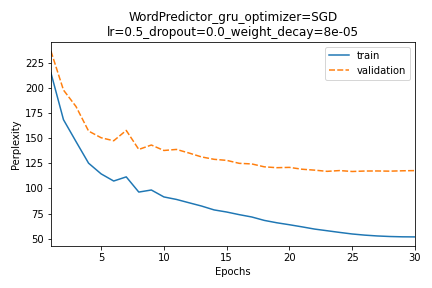 WordPredictor_gru_optimizer=SGD
lr=0.5_dropout=0.0_weight_decay=8e-05
train
validation
Perplexity
225
200
175
150
125
100
75
50
5
10
15
20
25
30
Epochs